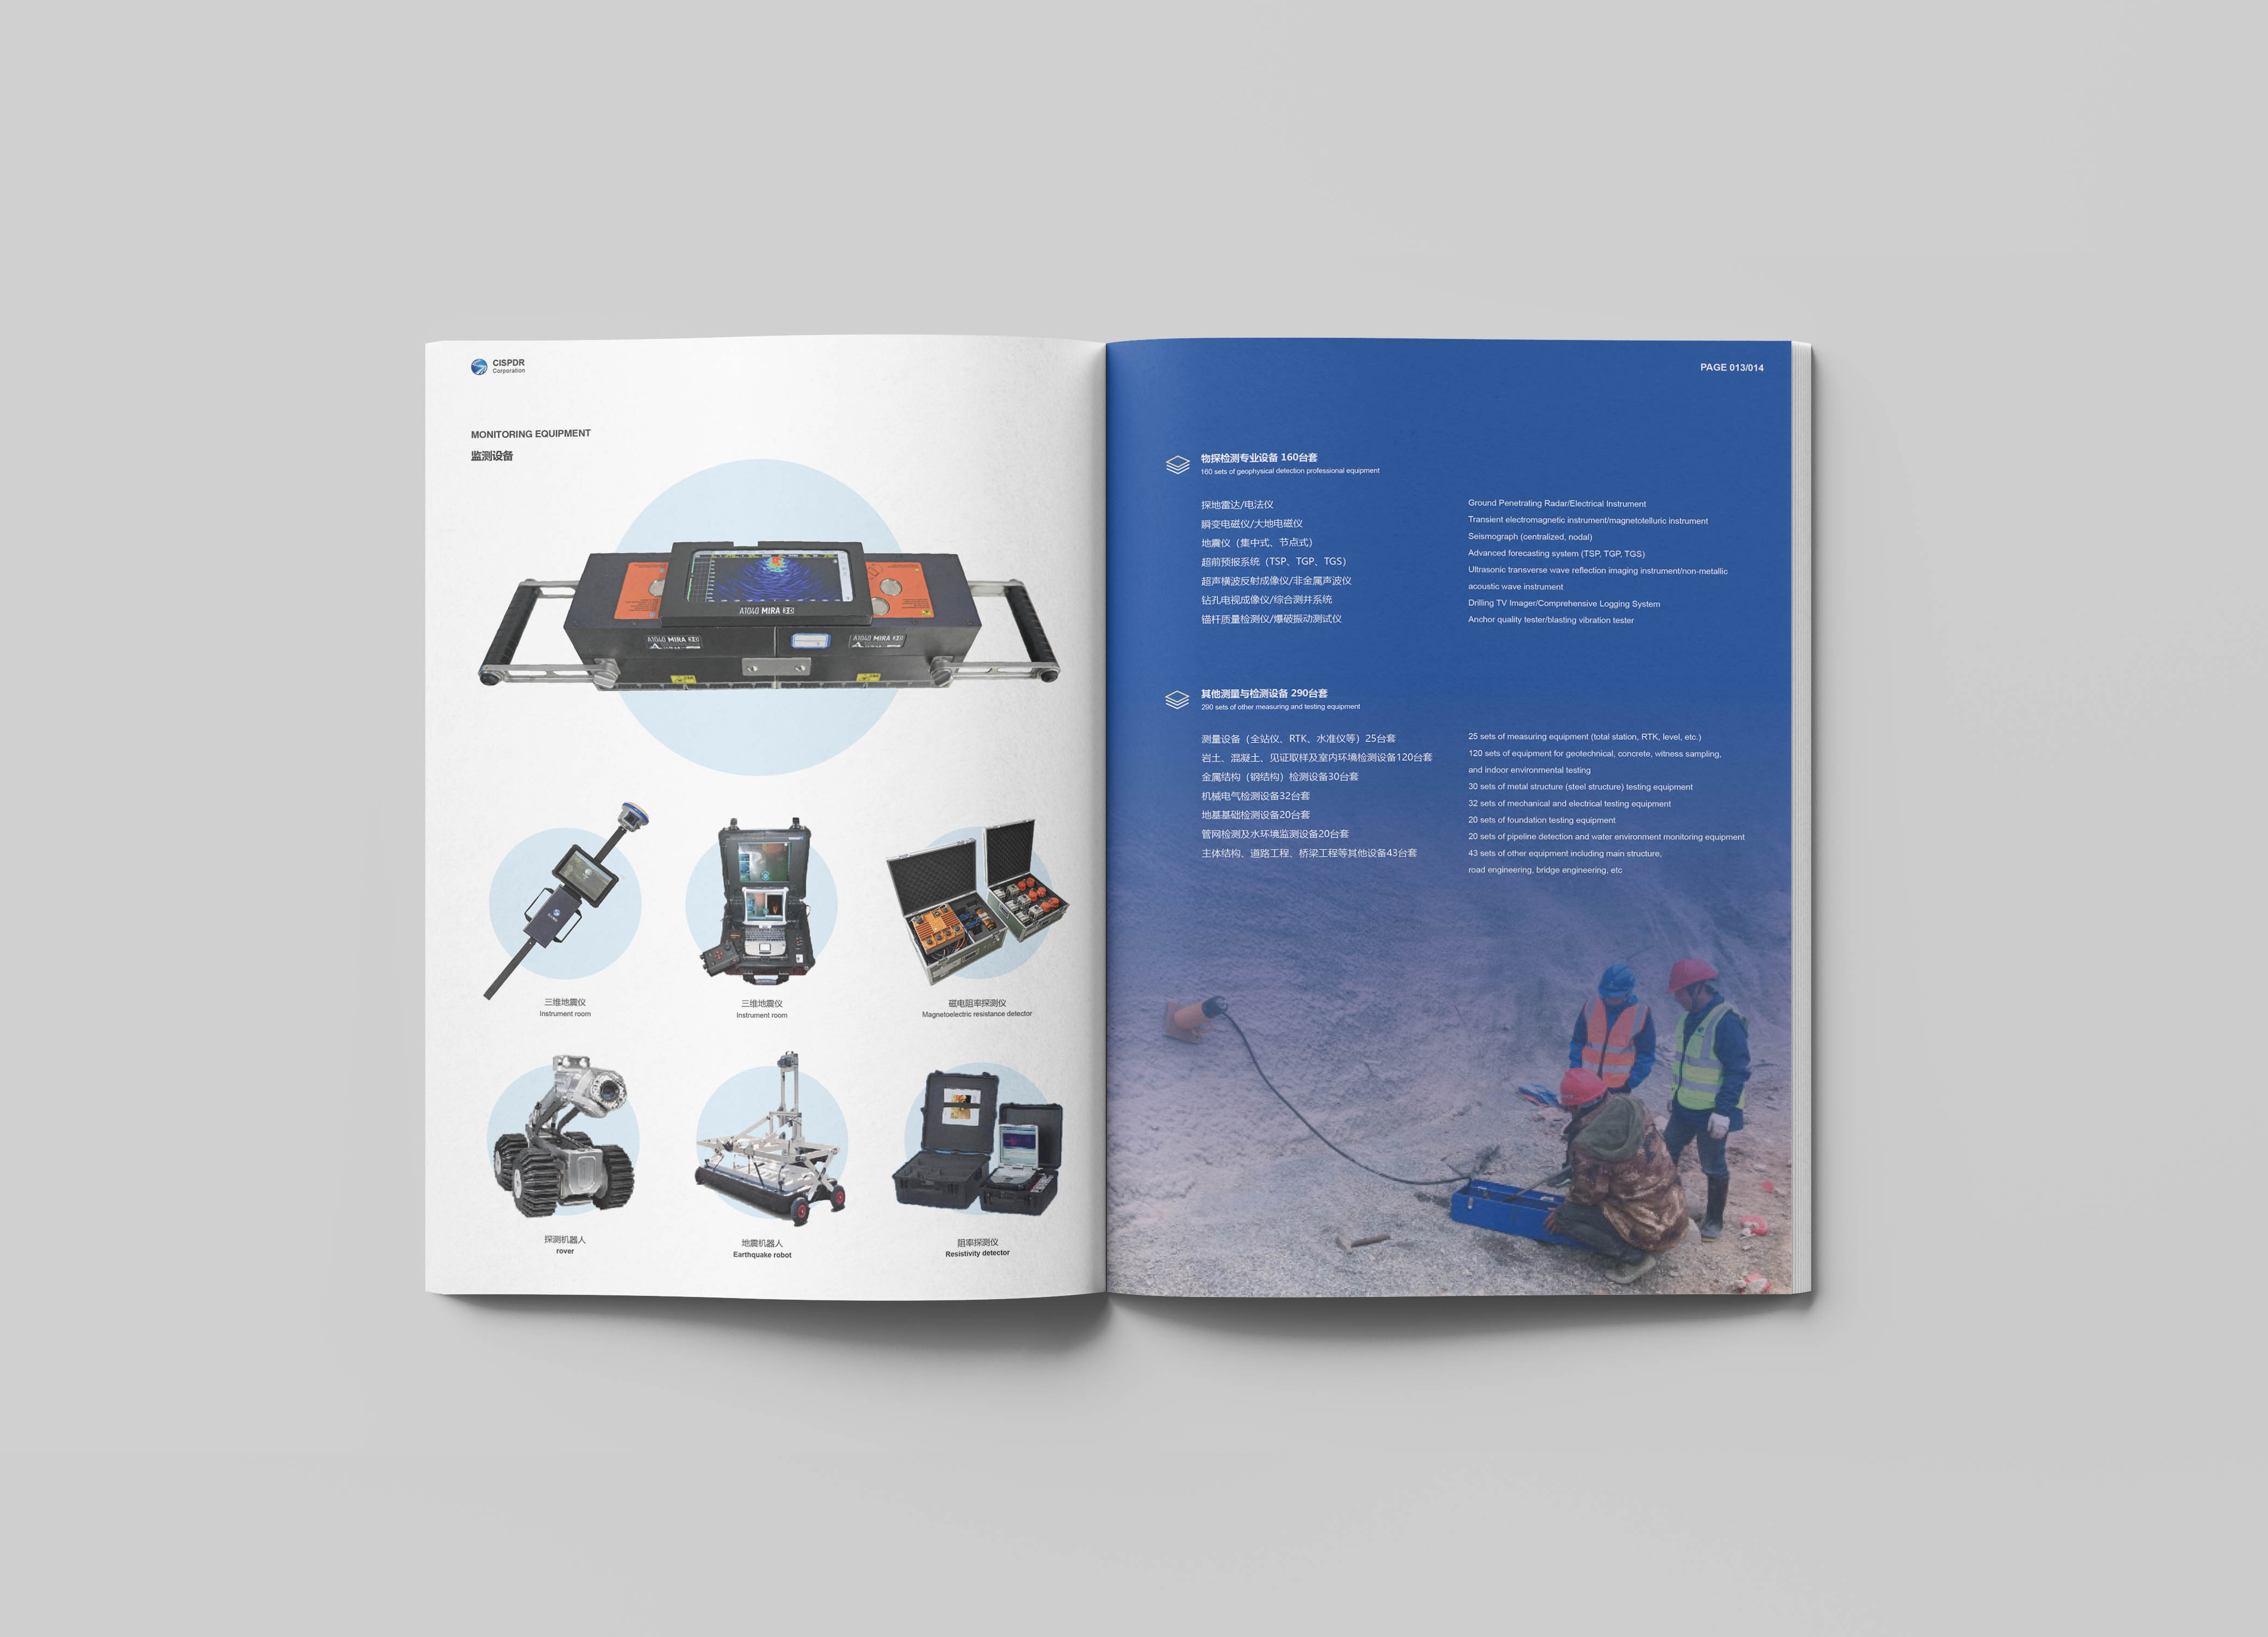 CISPDR
Corporation
MONITORING EQUIPMENT
监测设备
A1040 MIRA 3D
A1040 MIRA 3D
A1040 MIRA 3D
三维地震仪
Instrument room
三维地震仪
Instrument room
磁电阻率探测仪
Magnetoelectric resistance detector
探测机器人
rover
地震机器人
Earthquake robot
阻率探测仪
Resistivity detector
PAGE 013/014
物探检测专业设备 160台套
160 sets of geophysical detection professional equipment
探地雷达/电法仪
瞬变电磁仪/大地电磁仪
地震仪（集中式、节点式）
超前预报系统（TSP、TGP、TGS）
超声横波反射成像仪/非金属声波仪
钻孔电视成像仪/综合测井系统
锚杆质量检测仪/爆破振动测试仪
Ground Penetrating Radar/Electrical Instrument
Transient electromagnetic instrument/magnetotelluric instrument
Seismograph (centralized, nodal)
Advanced forecasting system (TSP, TGP, TGS)
Ultrasonic transverse wave reflection imaging instrument/non-metallic
acoustic wave instrument
Drilling TV Imager/Comprehensive Logging System
Anchor quality tester/blasting vibration tester
其他测量与检测设备 290台套
290 sets of other measuring and testing equipment
测量设备（全站仪、RTK、水准仪等）25台套
岩土、混凝土、见证取样及室内环境检测设备120台套
金属结构（钢结构）检测设备30台套
机械电气检测设备32台套
地基基础检测设备20台套
管网检测及水环境监测设备20台套
主体结构、道路工程、桥梁工程等其他设备43台套
25 sets of measuring equipment (total station, RTK, level, etc.)
120 sets of equipment for geotechnical, concrete, witness sampling,
and indoor environmental testing
30 sets of metal structure (steel structure) testing equipment
32 sets of mechanical and electrical testing equipment
20 sets of foundation testing equipment
20 sets of pipeline detection and water environment monitoring equipment
43 sets of other equipment including main structure,
road engineering, bridge engineering, etc